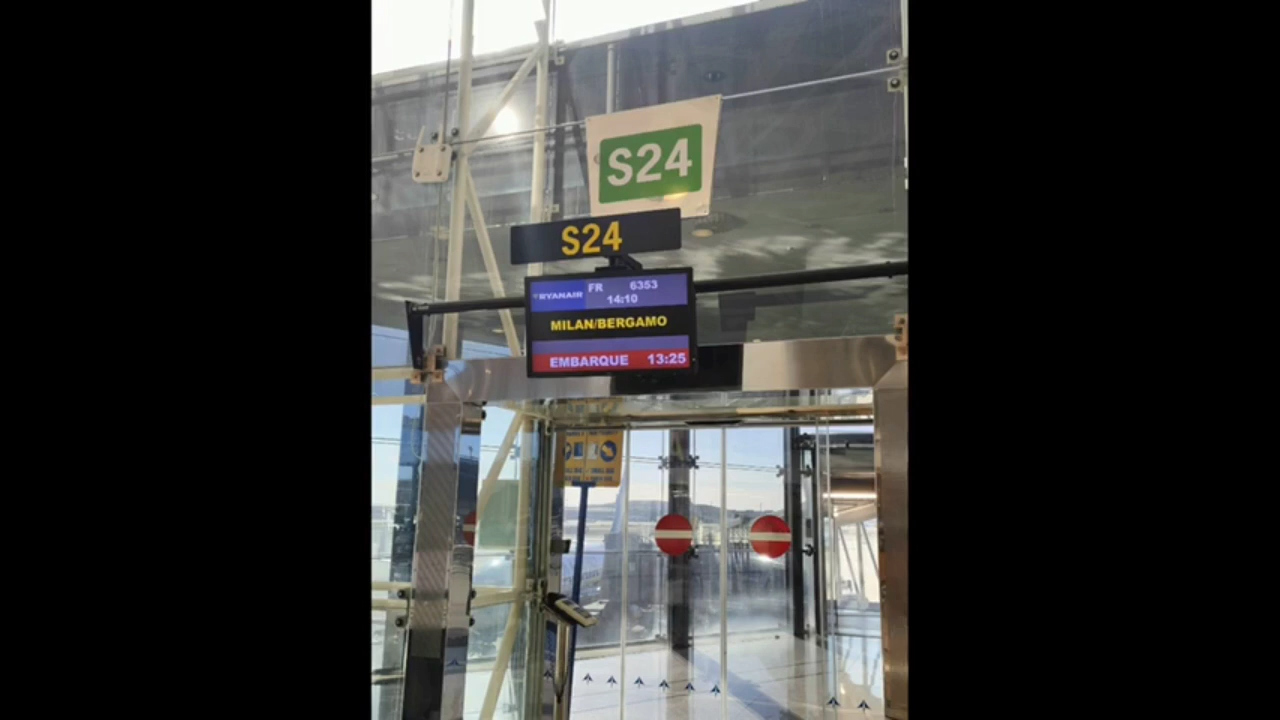 S24
S24
RYANAIR FR 6353
14:10
MILAN/BERGAMO
EMBARQUE 13:25